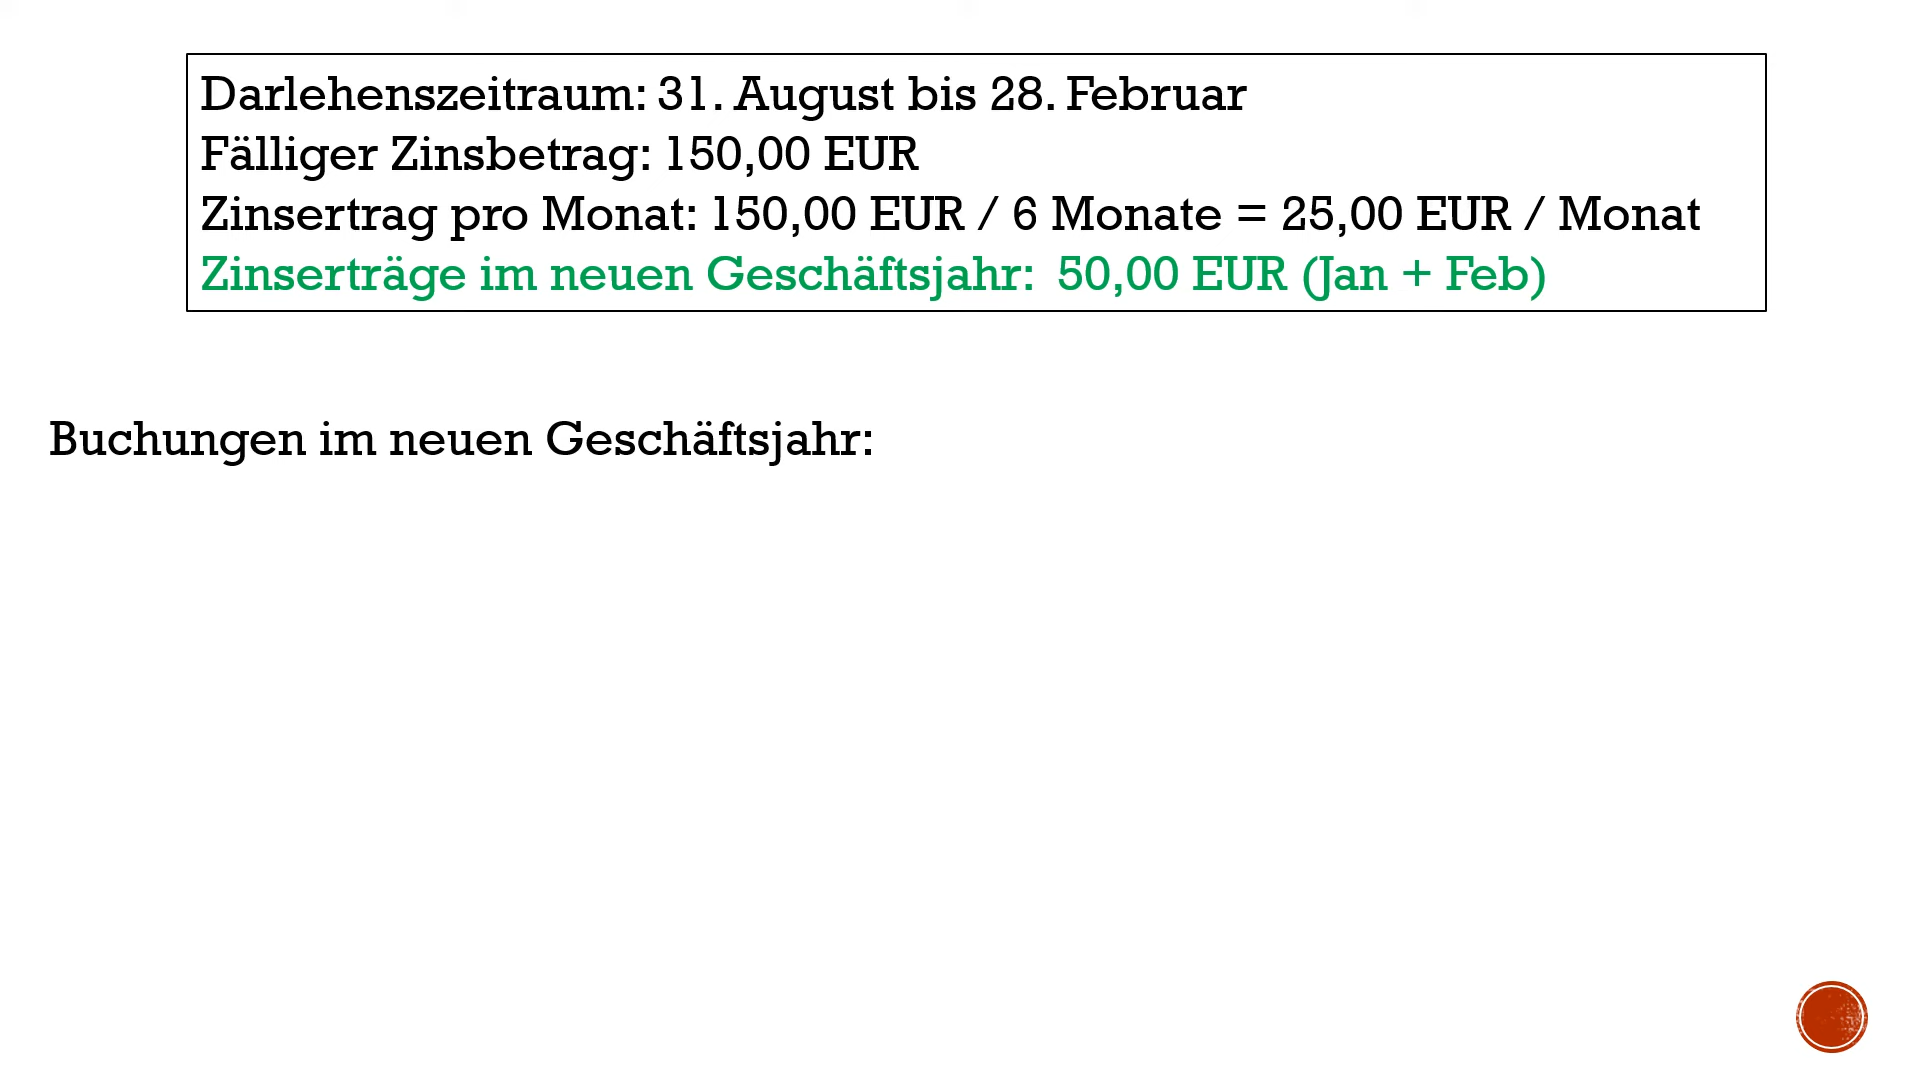 Darlehenszeitraum: 31. August bis 28. Februar
Fälliger Zinsbetrag: 150,00 EUR
Zinsertrag pro Monat: 150,00 EUR / 6 Monate = 25,00 EUR / Monat
Zinserträge im neuen Geschäftsjahr: 50,00 EUR (Jan + Feb)
Buchungen im neuen Geschäftsjahr: